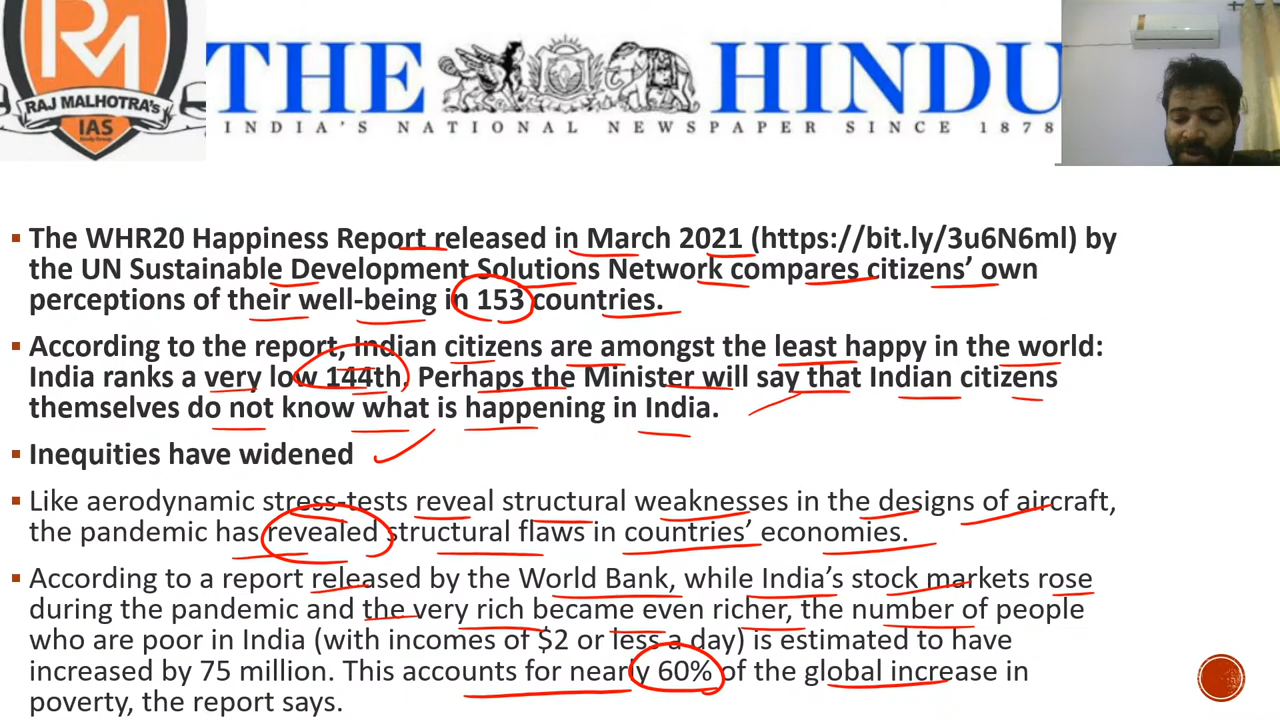 RM
RAJ MALHOTRA's
IAS
THE HINDU
INDIA'S NATIONAL NEWSPAPER SINCE 1878
The WHR20 Happiness Report released in March 2021 (https://bit.ly/3u6N6ml) by
the UN Sustainable Development Solutions Network compares citizens' own
perceptions of their well-being in 153 countries.
According to the report, Indian citizens are amongst the least happy in the world:
India ranks a very low 144th. Perhaps the Minister will say that Indian citizens
themselves do not know what is happening in India.
Inequities have widened
Like aerodynamic stress-tests reveal structural weaknesses in the designs of aircraft,
the pandemic has revealed structural flaws in countries' economies.
According to a report released by the World Bank, while India's stock markets rose
during the pandemic and the very rich became even richer, the number of people
who are poor in India (with incomes of $2 or less a day) is estimated to have
increased by 75 million. This accounts for nearly 60% of the global increase in
poverty, the report says.